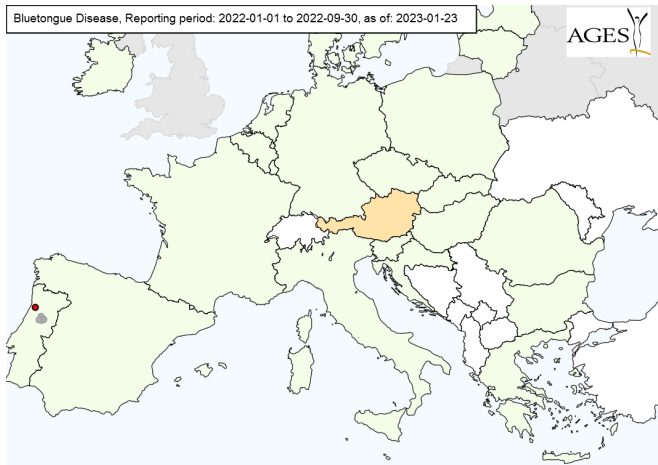 Bluetongue Disease, Reporting period: 2022-01-01 to 2022-09-30, as of: 2023-01-23
AGES